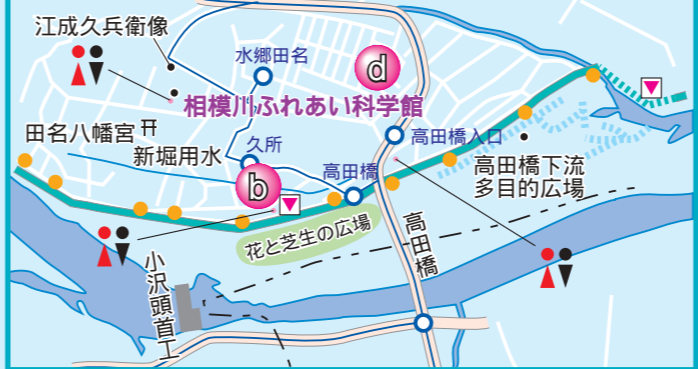 江成久兵衛像
水郷田名
d
相模川ふれあい科学館
田名八幡宮
新堀用水
久所
高田橋入口
b
高田橋
高田橋下流
多目的広場
花と芝生の広場
高田橋
小沢頭首工